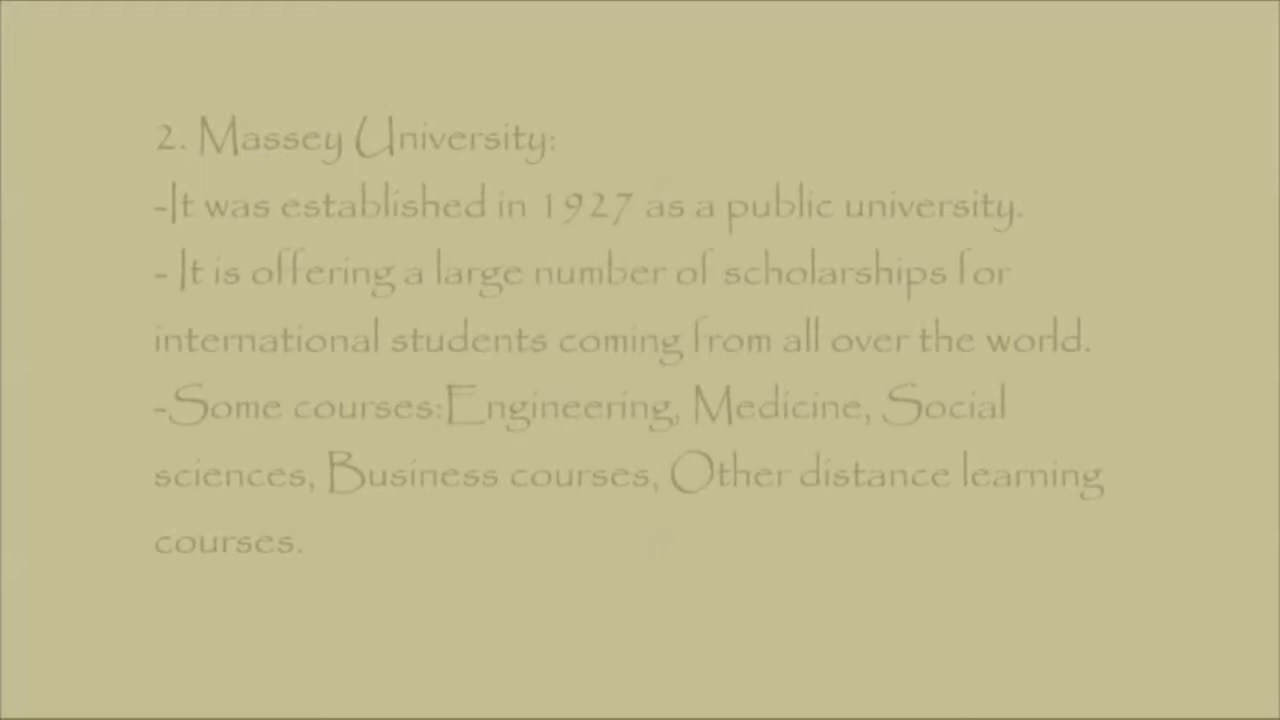 2. Massey University:
-It was established in 1927 as a public university.
- It is offering a large number of scholarships for
international students coming from all over the world.
-Some courses:Engineering, Medicine, Social
sciences, Business courses, Other distance learning
courses.